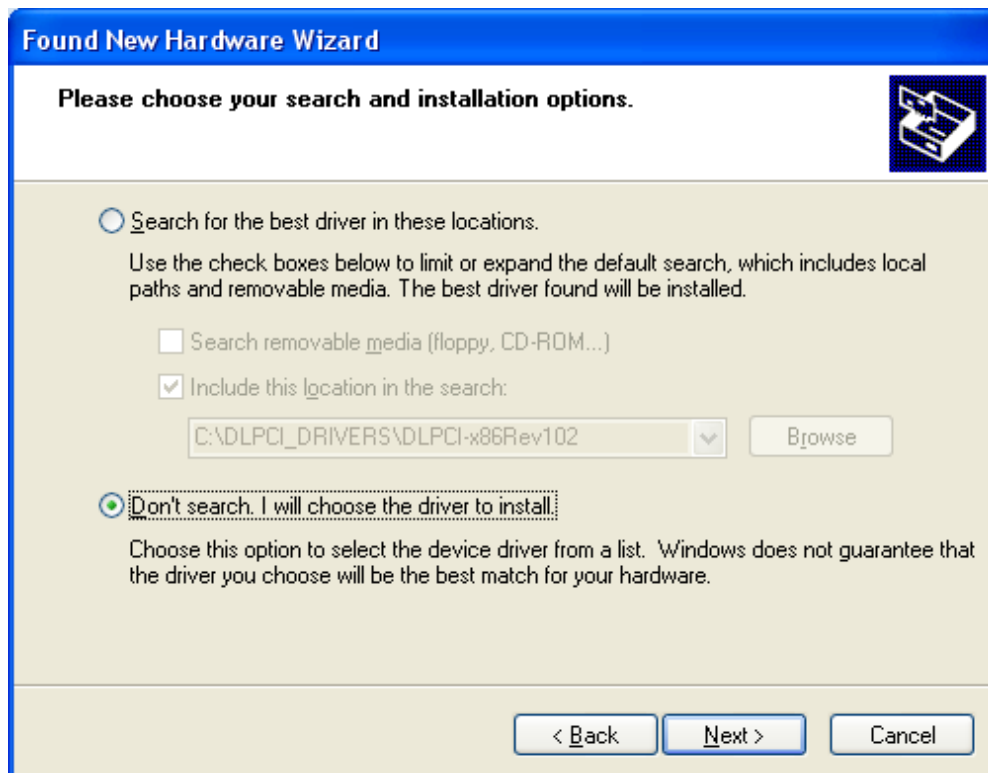 Found New Hardware Wizard
Please choose your search and installation options.
Search for the best driver in these locations.
Use the check boxes below to limit or expand the default search, which includes local
paths and removable media. The best driver found will be installed.
Search removable media (floppy, CD-ROM...)
Include this location in the search:
C:\DLPCI_DRIVERS\DLPCI-x86Rev102
Browse
Don't search. I will choose the driver to install.
Choose this option to select the device driver from a list. Windows does not guarantee that
the driver you choose will be the best match for your hardware.
< Back
Next >
Cancel